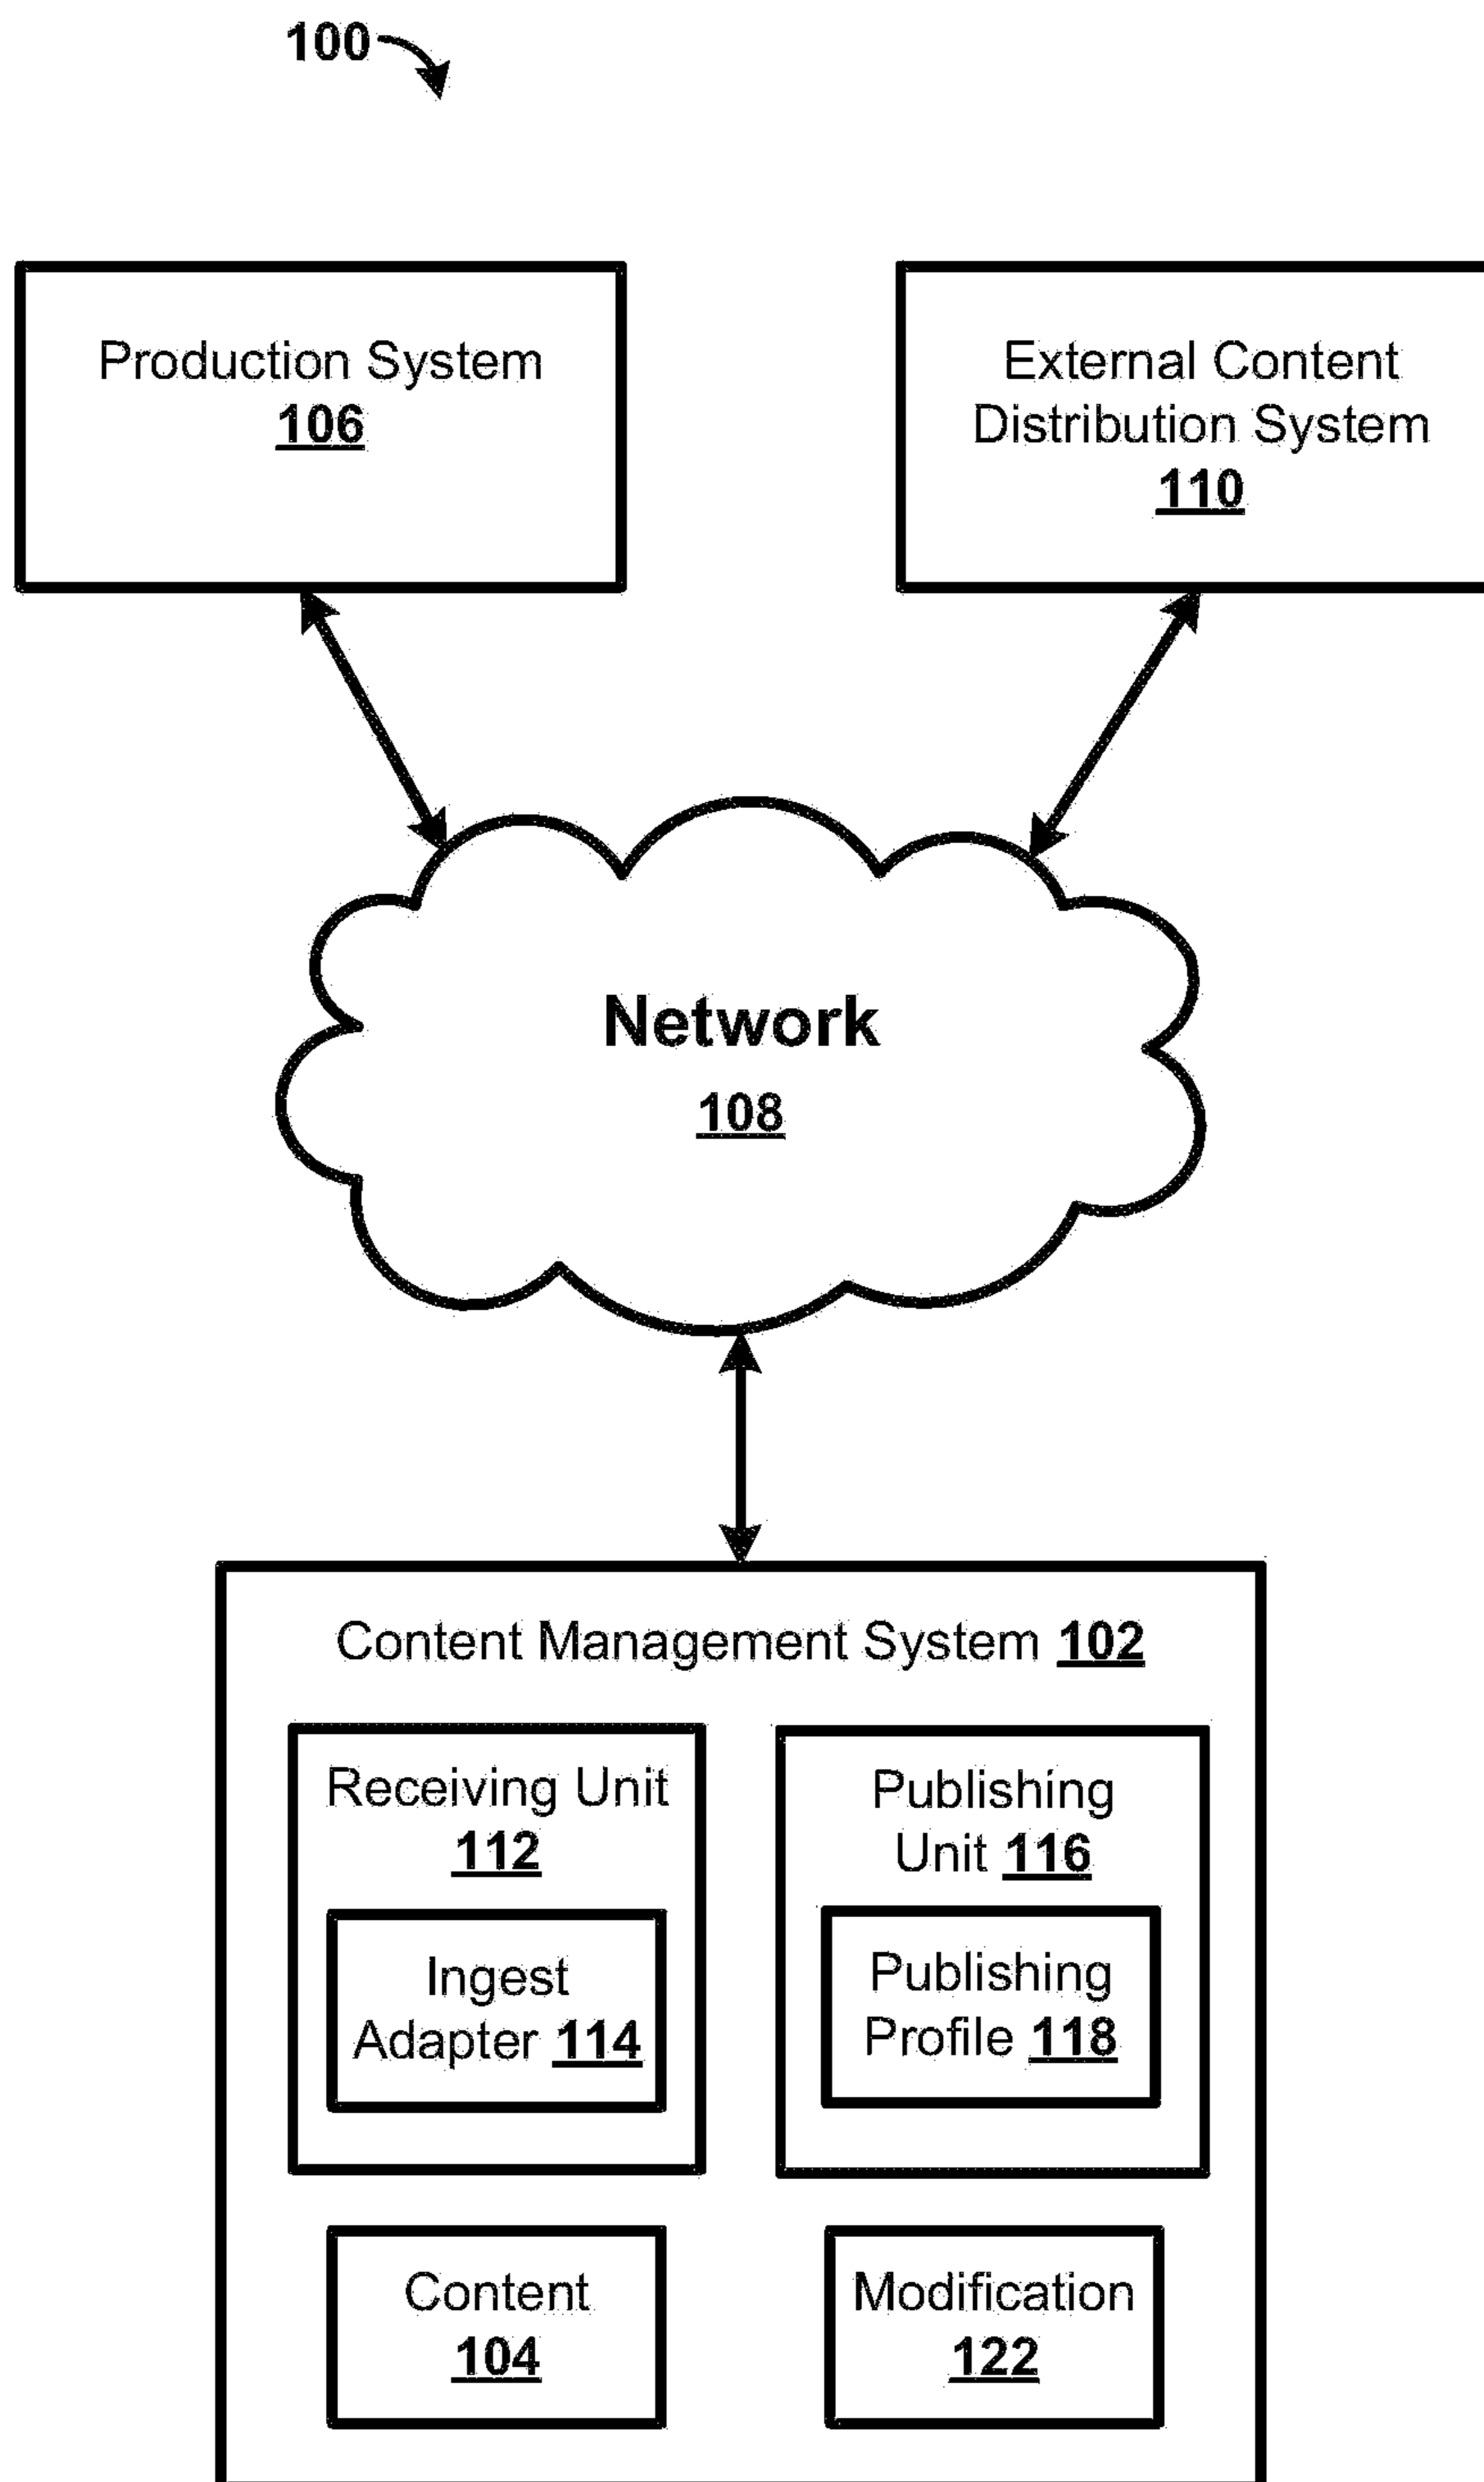 100
Production System
106
External Content
Distribution System
110
Network
108
Content Management System 102
Receiving Unit
112
Ingest
Adapter 114
Publishing
Unit 116
Publishing
Profile 118
Content
104
Modification
122